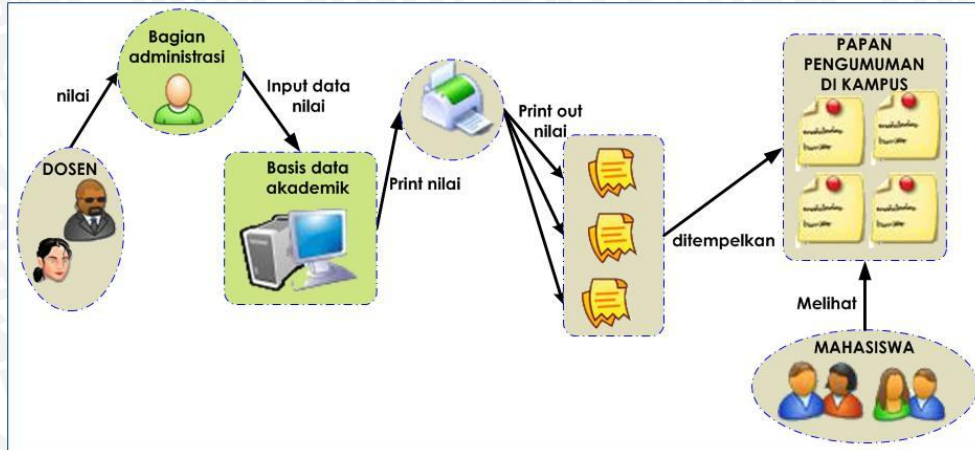 Bagian
administrasi
nilai
Input data
nilai
DOSEN
Basis data
akademik
Print nilai
Print out
nilai
ditempelkan
PAPAN
PENGUMUMAN
DI KAMPUS
Melihat
MAHASISWA